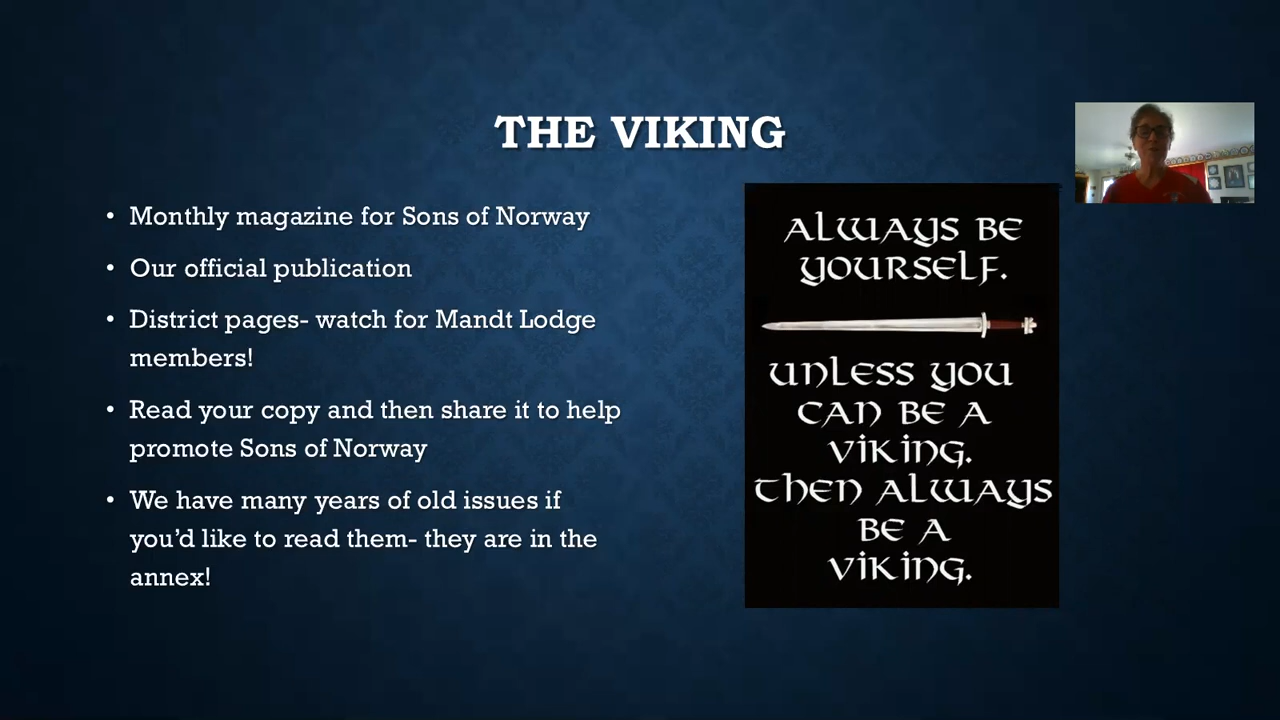 THE VIKING
• Monthly magazine for Sons of Norway
• Our official publication
• District pages- watch for Mandt Lodge
members!
• Read your copy and then share it to help
promote Sons of Norway
• We have many years of old issues if
you’d like to read them- they are in the
annex!
ALWAYS BE
YOURSELF.
UNLESS YOU
CAN BE A
VIKING.
THEN ALWAYS
BE A
VIKING.